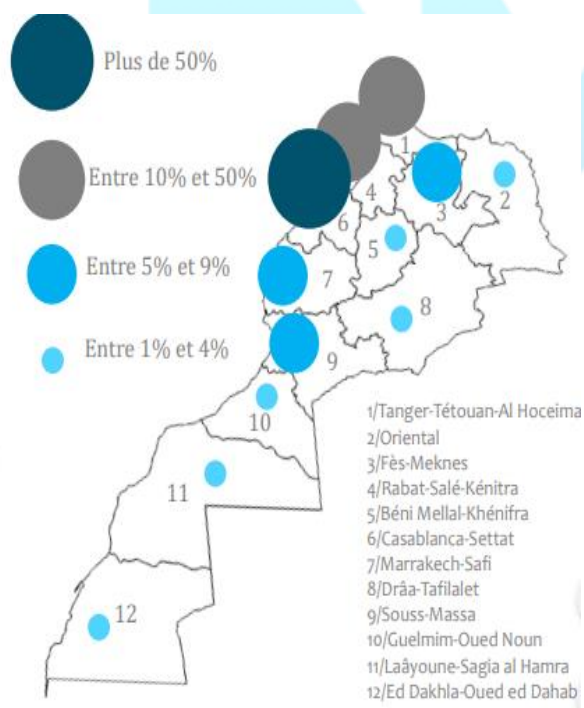 Plus de 50%
Entre 10% et 50%
Entre 5% et 9%
Entre 1% et 4%
1
2
3
4
5
6
7
8
9
10
11
12
1/Tanger-Tétouan-Al Hoceima
2/Oriental
3/Fès-Meknes
4/Rabat-Salé-Kénitra
5/Béni Mellal-Khénifra
6/Casablanca-Settat
7/Marrakech-Safi
8/Drâa-Tafilalet
9/Souss-Massa
10/Guelmim-Oued Noun
11/Laâyoune-Sagia al Hamra
12/Ed Dakhla-Oued ed Dahab